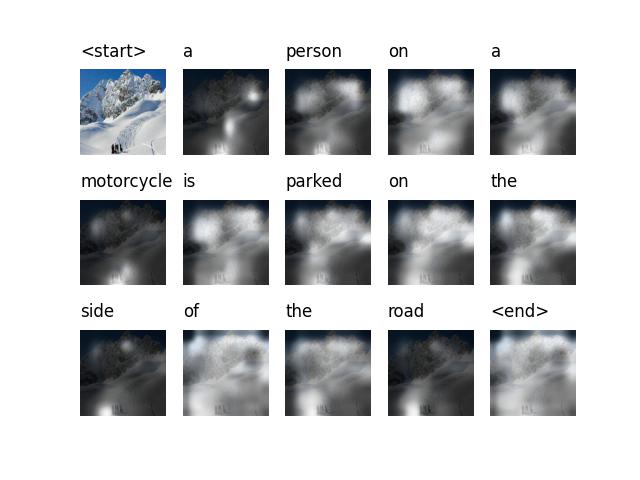 <start> a person on a
motorcycle is parked on the
side of the road <end>